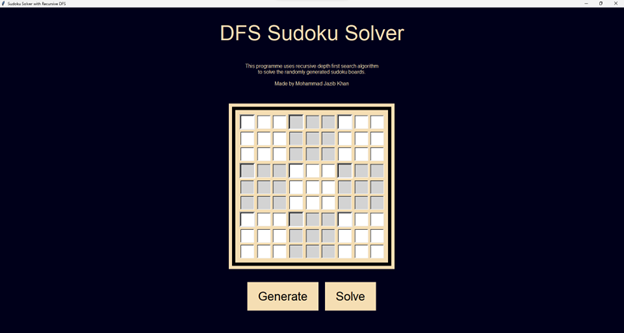 Sudoku Solver with Recursive DFS
DFS Sudoku Solver
This programme uses recursive depth-first search algorithm
to solve the randomly generated sudoku boards.
Made by Mohammad Jazib Khan
Generate
Solve